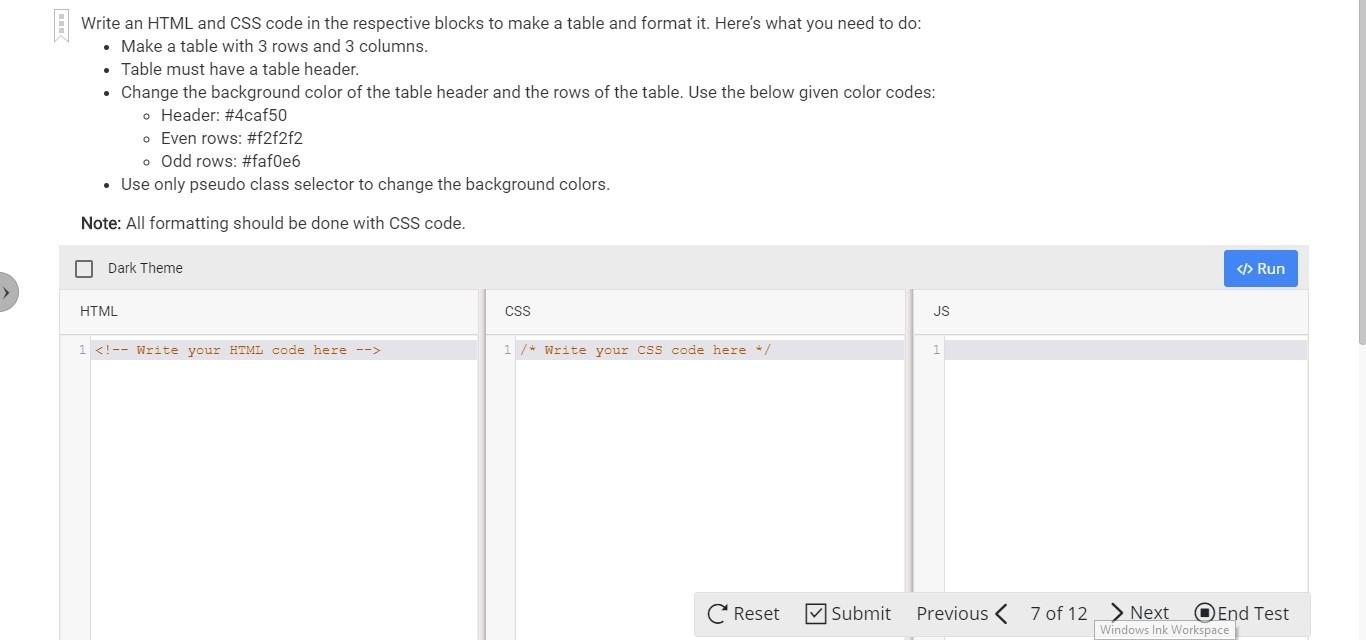 Write an HTML and CSS code in the respective blocks to make a table and format it. Here’s what you need to do:
Make a table with 3 rows and 3 columns.
Table must have a table header.
Change the background color of the table header and the rows of the table. Use the below given color codes:
Header: #4caf50
Even rows: #f2f2f2
Odd rows: #faf0e6
Use only pseudo class selector to change the background colors.
Note: All formatting should be done with CSS code.
Dark Theme
</> Run
HTML
CSS
JS
1 <!-- Write your HTML code here -->
1 /* Write your CSS code here */
1
Reset Submit Previous 7 of 12 Next End Test
Windows Ink Workspace